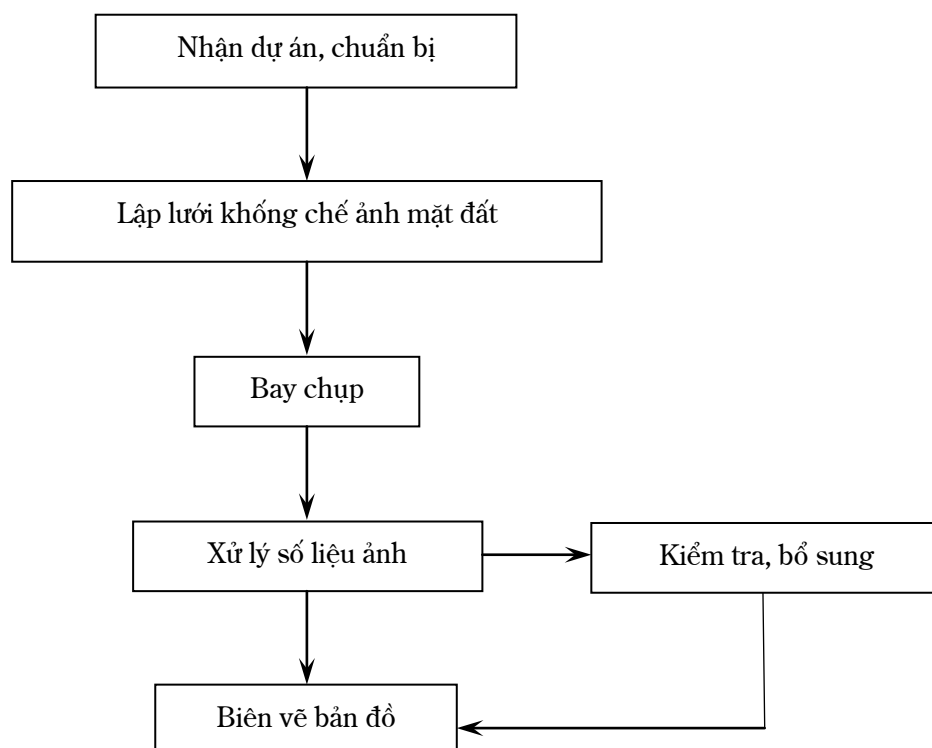 Nhận dự án, chuẩn bị
Lập lưới khống chế ảnh mặt đất
Bay chụp
Xử lý số liệu ảnh
Kiểm tra, bổ sung
Biên vẽ bản đồ